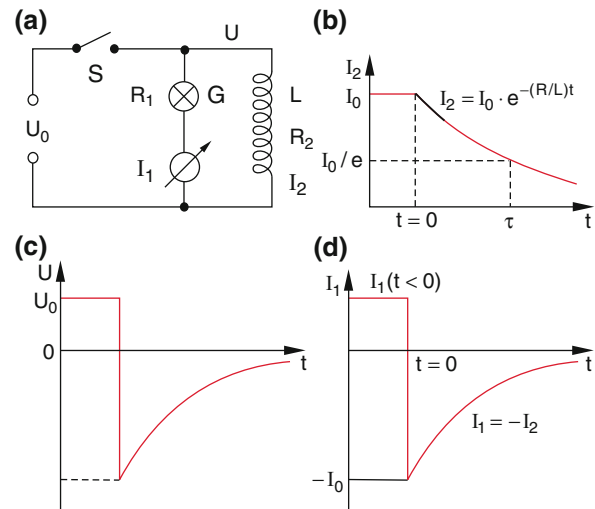 (a)
S
U
R₁
G
L
U₀
R₂
I₁
I₂
(b)
I₂
I₀
I₂ = I₀ · e^{-(R/L)t}
I₀/e
t = 0
τ
t
(c)
U
U₀
0
t
(d)
I₁
I₁(t < 0)
t = 0
t
I₁ = -I₂
-I₀